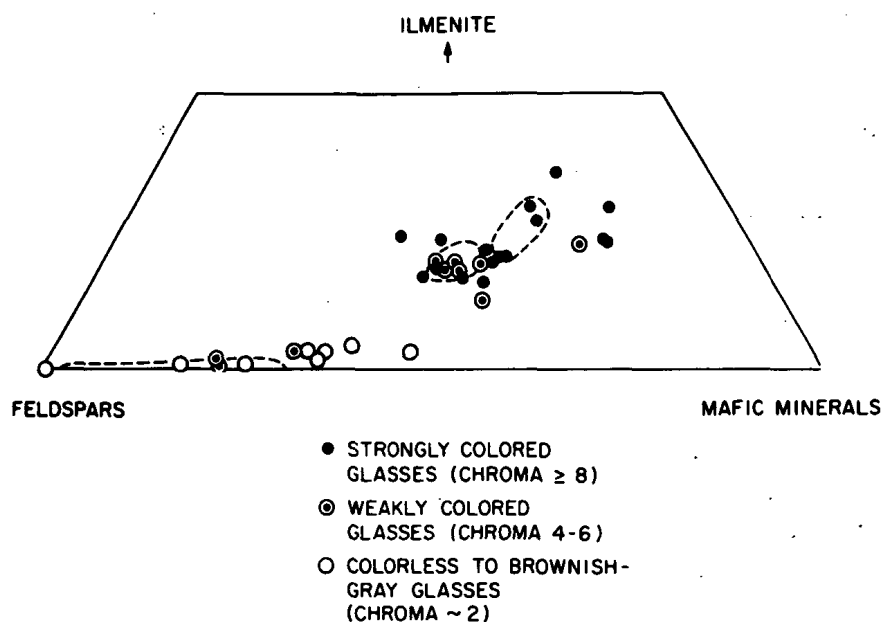 ILMENITE
FELDSPARS
MAFIC MINERALS
STRONGLY COLORED
GLASSES (CHROMA ≥ 8)
WEAKLY COLORED
GLASSES (CHROMA 4-6)
COLORLESS TO BROWNISH-
GRAY GLASSES
(CHROMA ~ 2)